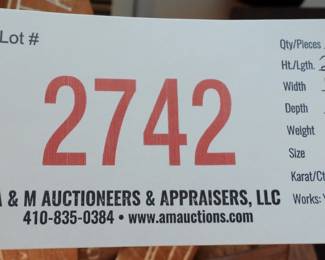 Lot #
2742
A & M AUCTIONEERS & APPRAISERS, LLC
410-835-0384 • www.amauctions.com
Qty/Pieces
Ht./Lgth.
Width
Depth
Weight
Size
Karat/Ct
Works: